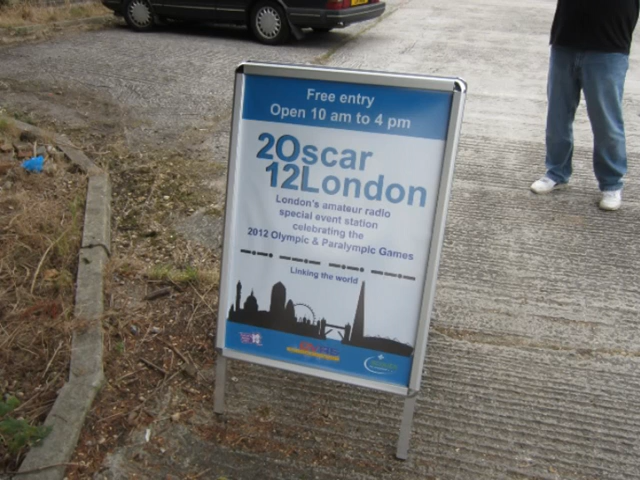 Free entry
Open 10 am to 4 pm
2Oscar
12London
London's amateur radio
special event station
celebrating the
2012 Olympic & Paralympic Games
Linking the world